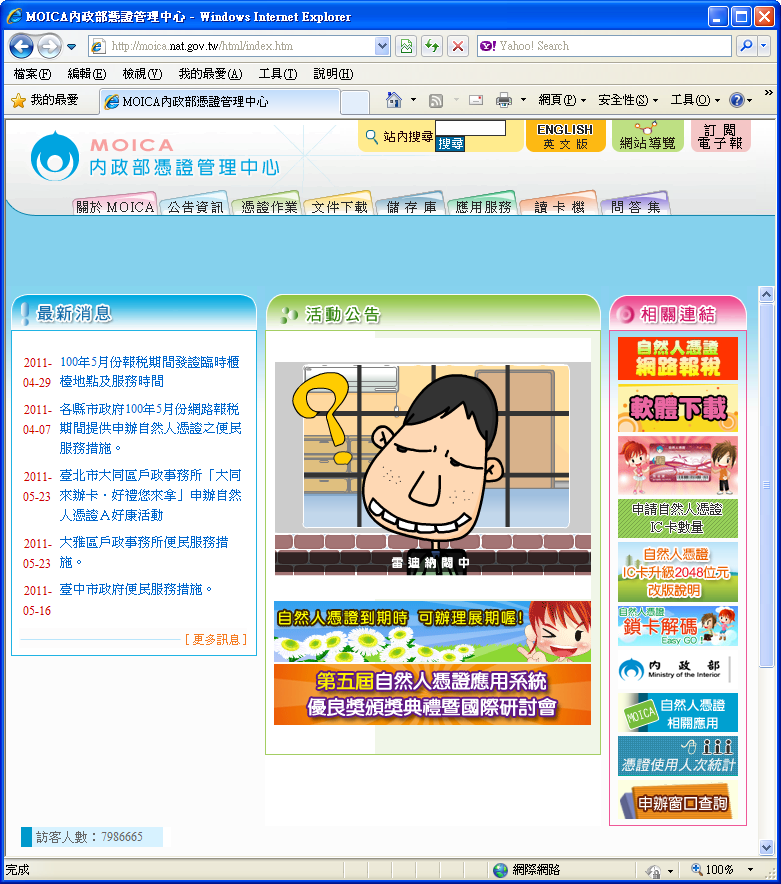 MOICA內政部憑證管理中心 - Windows Internet Explorer
http://moica.nat.gov.tw/html/index.htm
Yahoo! Search
檔案(F) 編輯(E) 檢視(V) 我的最愛(A) 工具(T) 說明(H)
我的最愛 MOICA內政部憑證管理中心 網頁(P) 安全性(S) 工具(O)
MOICA
內政部憑證管理中心
站內搜尋
搜尋
ENGLISH
英文版
網站導覽
訂閱
電子報
關於 MOICA 公告資訊 憑證作業 文件下載 儲存庫 應用服務 讀卡機 問答集
最新消息
2011-04-29 100年5月份報稅期間發證臨時櫃
檯地點及服務時間
2011-04-07 各縣市政府100年5月份網路報稅
期間提供申辦自然人憑證之便民
服務措施。
2011-05-23 臺北市大同區戶政事務所「大同
來辦卡‧好禮您來拿」申辦自然
人憑證A好康活動
2011-05-23 大雅區戶政事務所便民服務措
施。
2011-05-16 臺中市政府便民服務措施。
[ 更多訊息 ]
訪客人數：7986665
活動公告
?
雷迪納閱中
自然人憑證到期時 可辦理展期喔!
第五屆自然人憑證應用系統
優良獎頒獎典禮暨國際研討會
相關連結
自然人憑證
網路報稅
軟體下載
申請自然人憑證
IC卡數量
自然人憑證
IC卡升級2048位元
改版說明
自然人憑證
鎖卡解碼
Easy GO
內政部
Ministry of the Interior
MOICA 自然人憑證
相關應用
憑證使用人次統計
申辦窗口查詢
完成 網際網路 100%